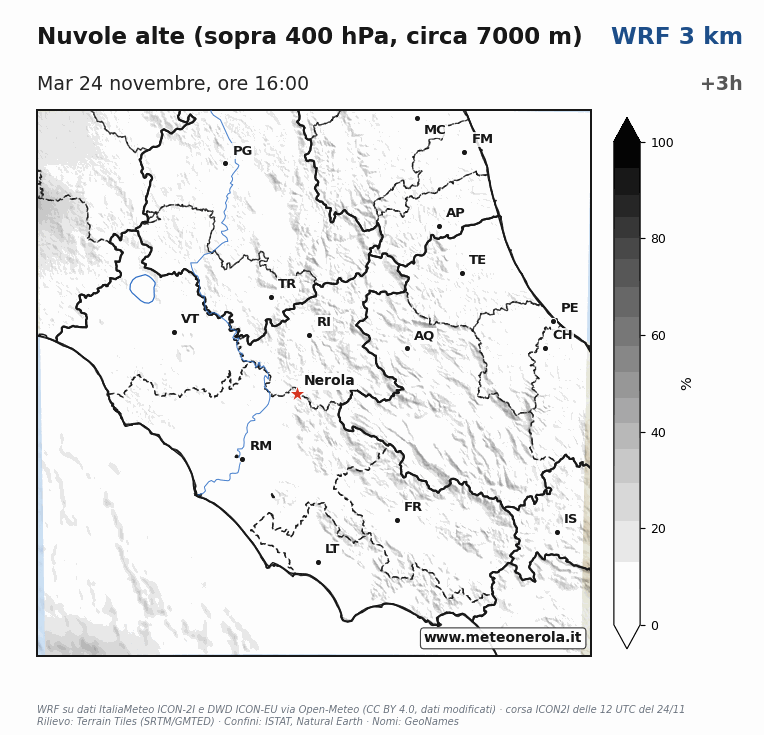 Nuvole alte (sopra 400 hPa, circa 7000 m) WRF 3 km
Mar 24 novembre, ore 16:00 +3h
MC
FM
PG
AP
TE
TR
PE
VT
RI
AQ
CH
Nerola
RM
FR
IS
LT
www.meteonerola.it
100
80
60
40
20
0
%
WRF su dati ItaliaMeteo ICON-2I e DWD ICON-EU via Open-Meteo (CC BY 4.0, dati modificati) · corsa ICON2I delle 12 UTC del 24/11
Rilievo: Terrain Tiles (SRTM/GMTED) · Confini: ISTAT, Natural Earth · Nomi: GeoNames